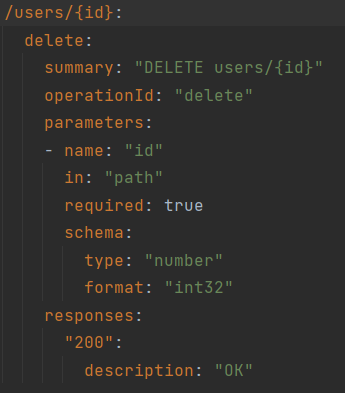 /users/{id}:
  delete:
    summary: "DELETE users/{id}"
    operationId: "delete"
    parameters:
    - name: "id"
      in: "path"
      required: true
      schema:
        type: "number"
        format: "int32"
    responses:
      "200":
        description: "OK"